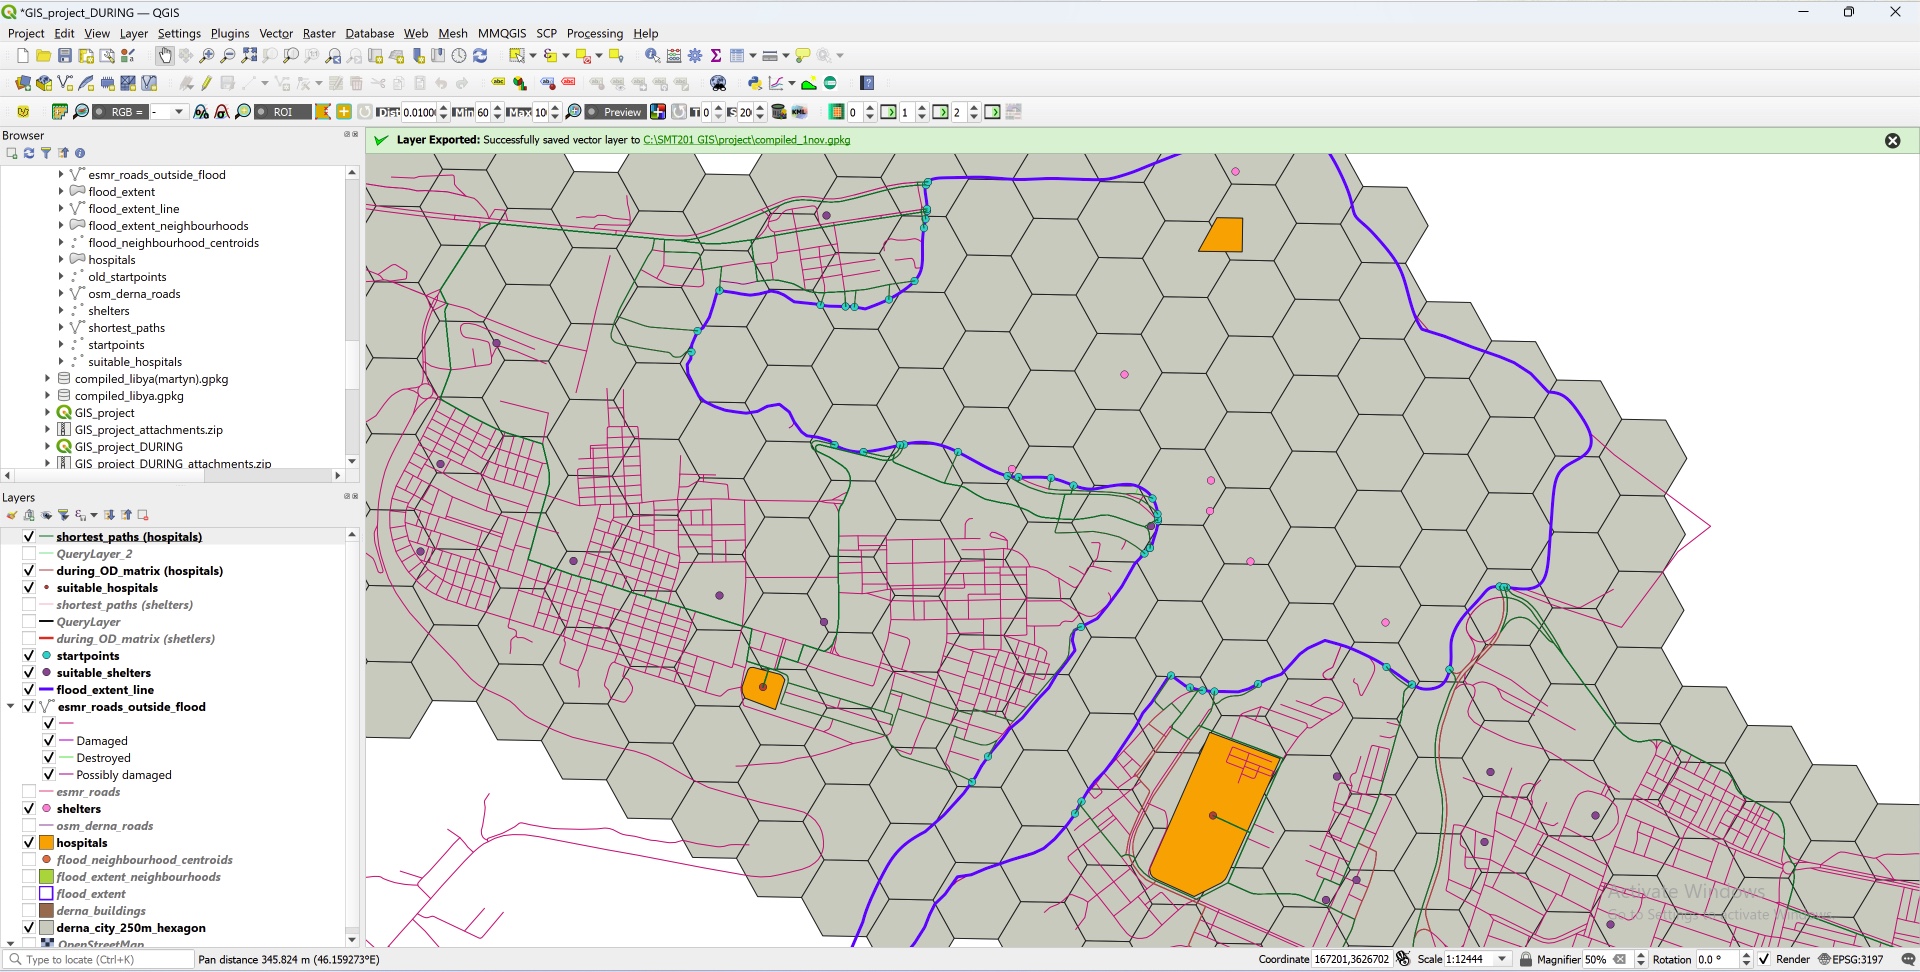 *GIS_project_DURING — QGIS
Project Edit View Layer Settings Plugins Vector Raster Database Web Mesh MMQGIS SCP Processing Help
RGB = - ROI Dist 0.0100 Min 60 Max 10 Preview T 0 S 20 KML 0 1 2
Browser
Layer Exported: Successfully saved vector layer to C:\SMT201 GIS\project\compiled_1nov.gpkg
esmr_roads_outside_flood
flood_extent
flood_extent_line
flood_extent_neighbourhoods
flood_neighbourhood_centroids
hospitals
old_startpoints
osm_derna_roads
shelters
shortest_paths
startpoints
suitable_hospitals
compiled_libya(martyn).gpkg
compiled_libya.gpkg
GIS_project
GIS_project_attachments.zip
GIS_project_DURING
GIS_project_DURING_attachments.zip
Layers
shortest_paths (hospitals)
QueryLayer_2
during_OD_matrix (hospitals)
suitable_hospitals
shortest_paths (shelters)
QueryLayer
during_OD_matrix (shetlers)
startpoints
suitable_shelters
flood_extent_line
esmr_roads_outside_flood
Damaged
Destroyed
Possibly damaged
esmr_roads
shelters
osm_derna_roads
hospitals
flood_neighbourhood_centroids
flood_extent_neighbourhoods
flood_extent
derna_buildings
derna_city_250m_hexagon
OpenStreetMap
Activate Windows
Go to Settings to activate Windows.
Type to locate (Ctrl+K) Pan distance 345.824 m (46.159273°E) Coordinate 167201,3626702 Scale 1:12444 Magnifier 50% Rotation 0.0 ° Render EPSG:3197